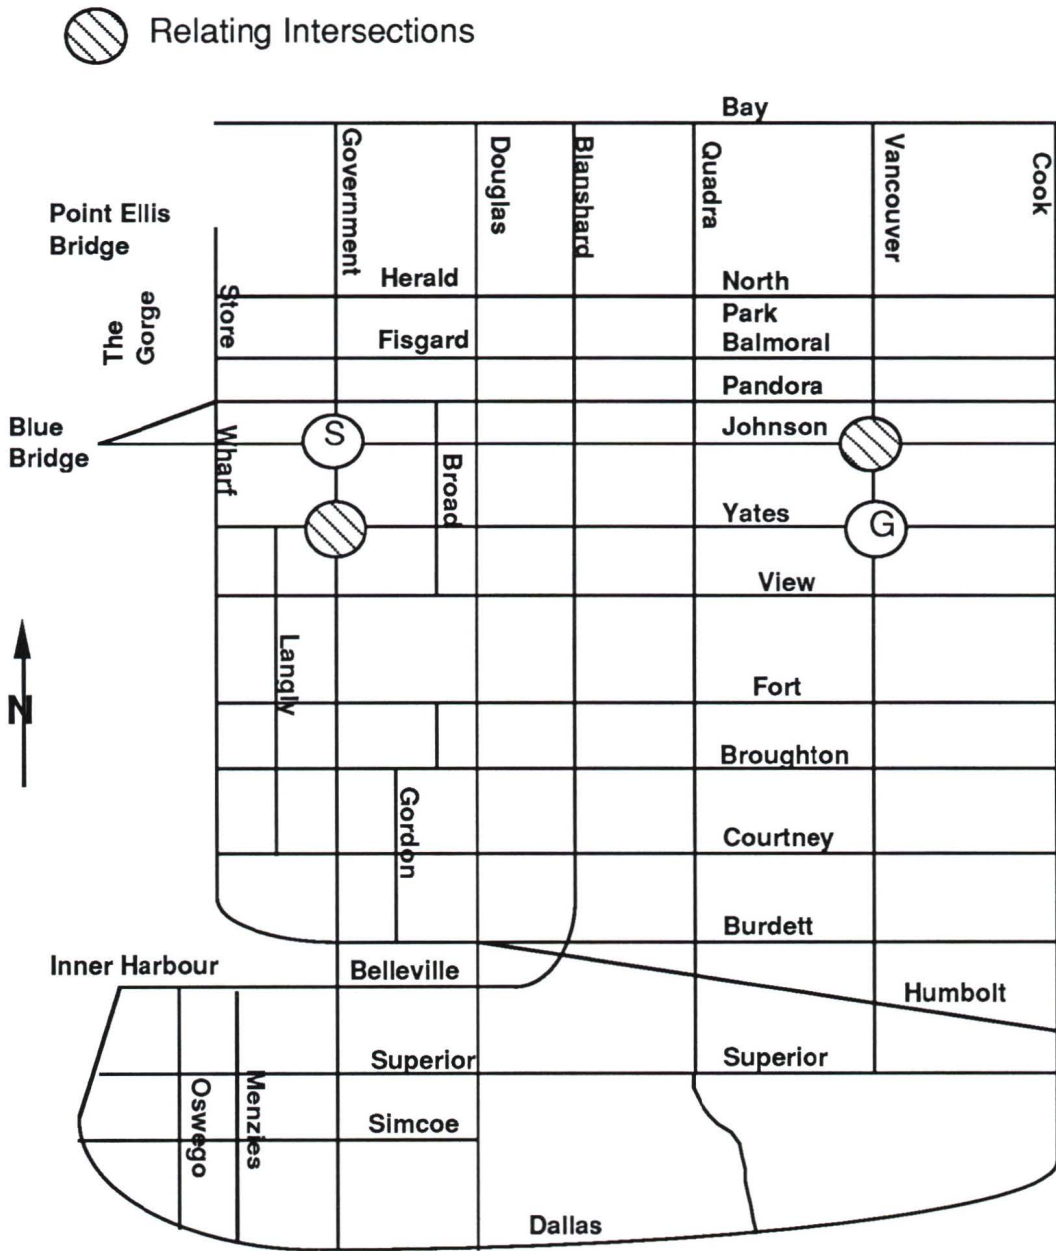 Relating Intersections
Bay
Government
Douglas
Blanshard
Quadra
Vancouver
Cook
Point Ellis
Bridge
Herald
North
Park
The
Gorge
Store
Fisgard
Balmoral
Pandora
Blue
Bridge
Wharf
S
Johnson
Broad
Yates
G
View
Langly
N
Fort
Broughton
Gordon
Courtney
Burdett
Inner Harbour
Belleville
Humbolt
Superior
Superior
Oswego
Menzies
Simcoe
Dallas